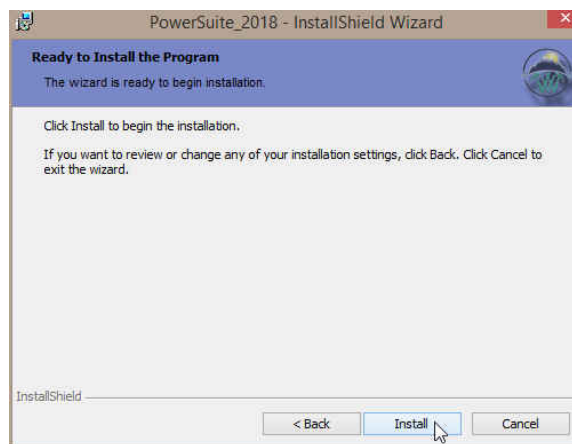 PowerSuite_2018 - InstallShield Wizard
Ready to Install the Program
The wizard is ready to begin installation.
Click Install to begin the installation.
If you want to review or change any of your installation settings, click Back. Click Cancel to
exit the wizard.
InstallShield
< Back Install Cancel